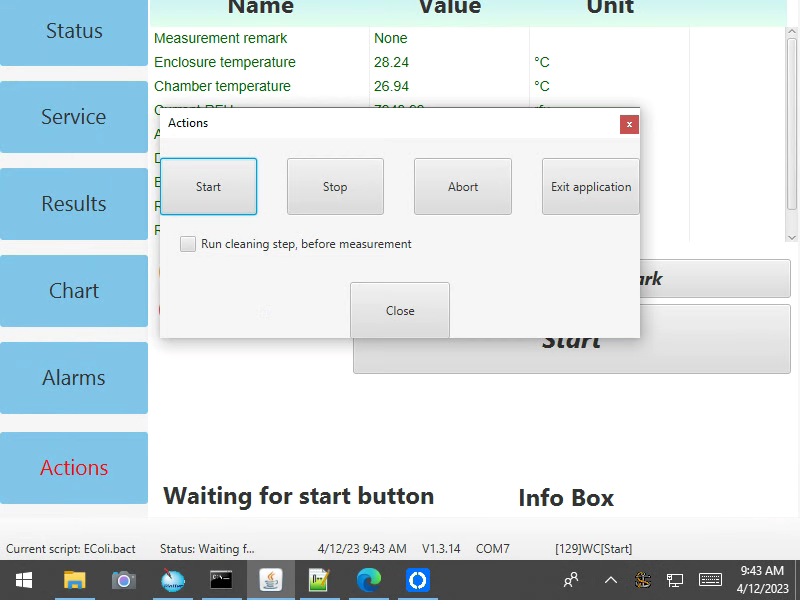 Name Value Unit
Status
Measurement remark None
Enclosure temperature 28.24 °C
Chamber temperature 26.94 °C
Service
Actions
x
Start Stop Abort Exit application
Results
Run cleaning step, before measurement
Chart
Close
Start
Alarms
Actions
Waiting for start button Info Box
Current script: EColi.bact Status: Waiting f... 4/12/23 9:43 AM V1.3.14 COM7 [129]WC[Start]
9:43 AM
4/12/2023